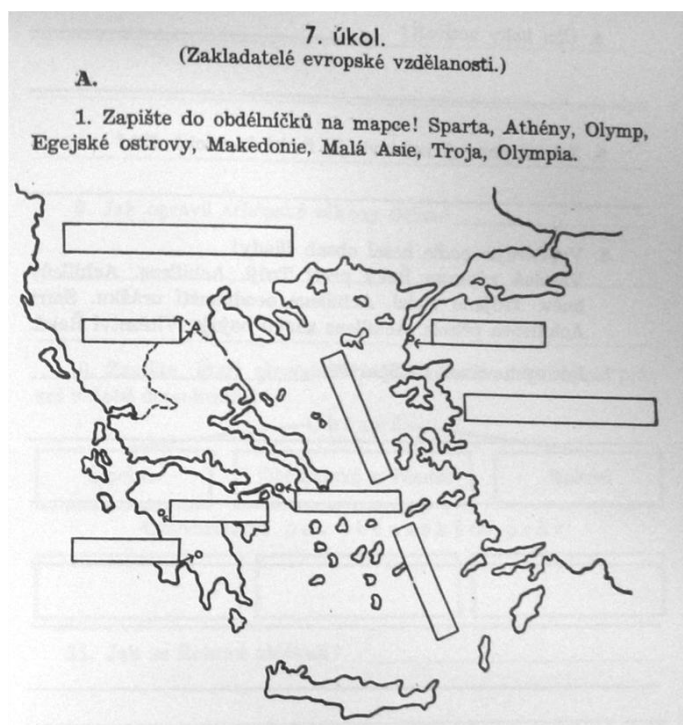 7. úkol.
(Zakladatelé evropské vzdělanosti.)
A.
1. Zapište do obdélníčků na mapce! Sparta, Athény, Olymp,
Egejské ostrovy, Makedonie, Malá Asie, Troja, Olympia.